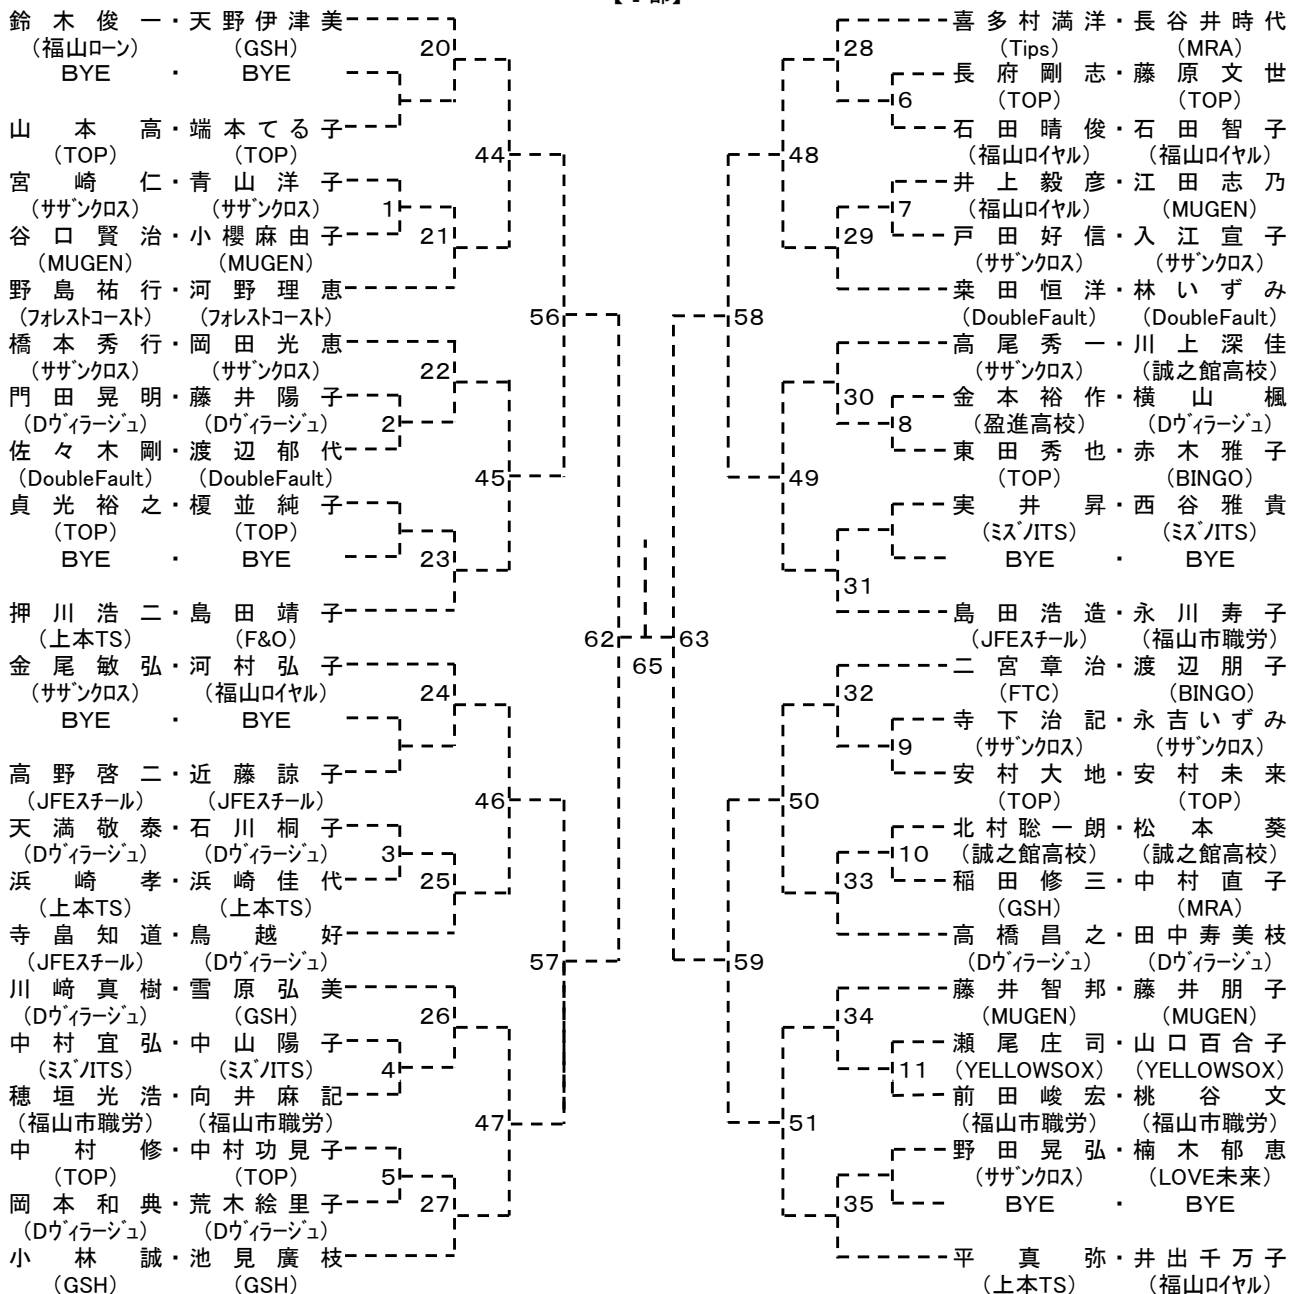 鈴木俊一・天野伊津美
(福山ローン) (GSH) 20
BYE ・ BYE
山本高・端本てる子
(TOP) (TOP) 44
宮崎仁・青山洋子
(サザンクロス) (サザンクロス) 1
谷口賢治・小櫻麻由子 21
(MUGEN) (MUGEN)
野島祐行・河野理恵
(フォレストコースト) (フォレストコースト) 56
橋本秀行・岡田光恵
(サザンクロス) (サザンクロス) 22
門田晃明・藤井陽子
(Dヴィラージュ) (Dヴィラージュ) 2
佐々木剛・渡辺郁代
(DoubleFault) (DoubleFault) 45
貞光裕之・榎並純子
(TOP) (TOP)
BYE ・ BYE 23
押川浩二・島田靖子
(上本TS) (F&O) 62
金尾敏弘・河村弘子
(サザンクロス) (福山ロイヤル) 24
BYE ・ BYE
高野啓二・近藤諒子
(JFEスチール) (JFEスチール) 46
天満敬泰・石川桐子
(Dヴィラージュ) (Dヴィラージュ) 3
浜崎孝・浜崎佳代 25
(上本TS) (上本TS)
寺畠知道・鳥越好
(JFEスチール) (Dヴィラージュ) 57
川﨑真樹・雪原弘美
(Dヴィラージュ) (GSH) 26
中村宜弘・中山陽子
(ミズノITS) (ミズノITS) 4
穂垣光浩・向井麻記
(福山市職労) (福山市職労) 47
中村修・中村功見子
(TOP) (TOP) 5
岡本和典・荒木絵里子 27
(Dヴィラージュ) (Dヴィラージュ)
小林誠・池見廣枝
(GSH) (GSH)
65
喜多村満洋・長谷井時代
28 (Tips) (MRA)
長府剛志・藤原文世
6 (TOP) (TOP)
石田晴俊・石田智子
48 (福山ロイヤル) (福山ロイヤル)
井上毅彦・江田志乃
7 (福山ロイヤル) (MUGEN)
29 戸田好信・入江宣子
(サザンクロス) (サザンクロス)
桒田恒洋・林いずみ
58 (DoubleFault) (DoubleFault)
高尾秀一・川上深佳
(サザンクロス) (誠之館高校)
30 金本裕作・横山楓
8 (盈進高校) (Dヴィラージュ)
東田秀也・赤木雅子
49 (TOP) (BINGO)
実井昇・西谷雅貴
(ミズノITS) (ミズノITS)
BYE ・ BYE
31
島田浩造・永川寿子
63 (JFEスチール) (福山市職労)
二宮章治・渡辺朋子
32 (FTC) (BINGO)
寺下治記・永吉いずみ
9 (サザンクロス) (サザンクロス)
安村大地・安村未来
50 (TOP) (TOP)
北村聡一朗・松本葵
10 (誠之館高校) (誠之館高校)
33 稲田修三・中村直子
(GSH) (MRA)
高橋昌之・田中寿美枝
59 (Dヴィラージュ) (Dヴィラージュ)
藤井智邦・藤井朋子
34 (MUGEN) (MUGEN)
瀬尾庄司・山口百合子
11 (YELLOWSOX) (YELLOWSOX)
前田峻宏・桃谷文
51 (福山市職労) (福山市職労)
野田晃弘・楠木郁恵
(サザンクロス) (LOVE未来)
35 BYE ・ BYE
平真弥・井出千万子
(上本TS) (福山ロイヤル)